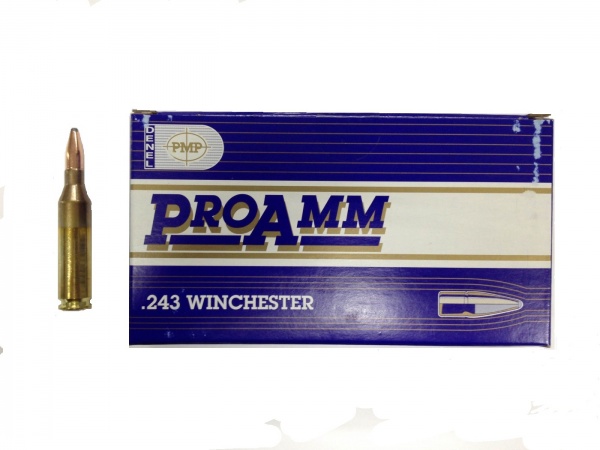 DENEL
PMP
PROAMM
.243 WINCHESTER